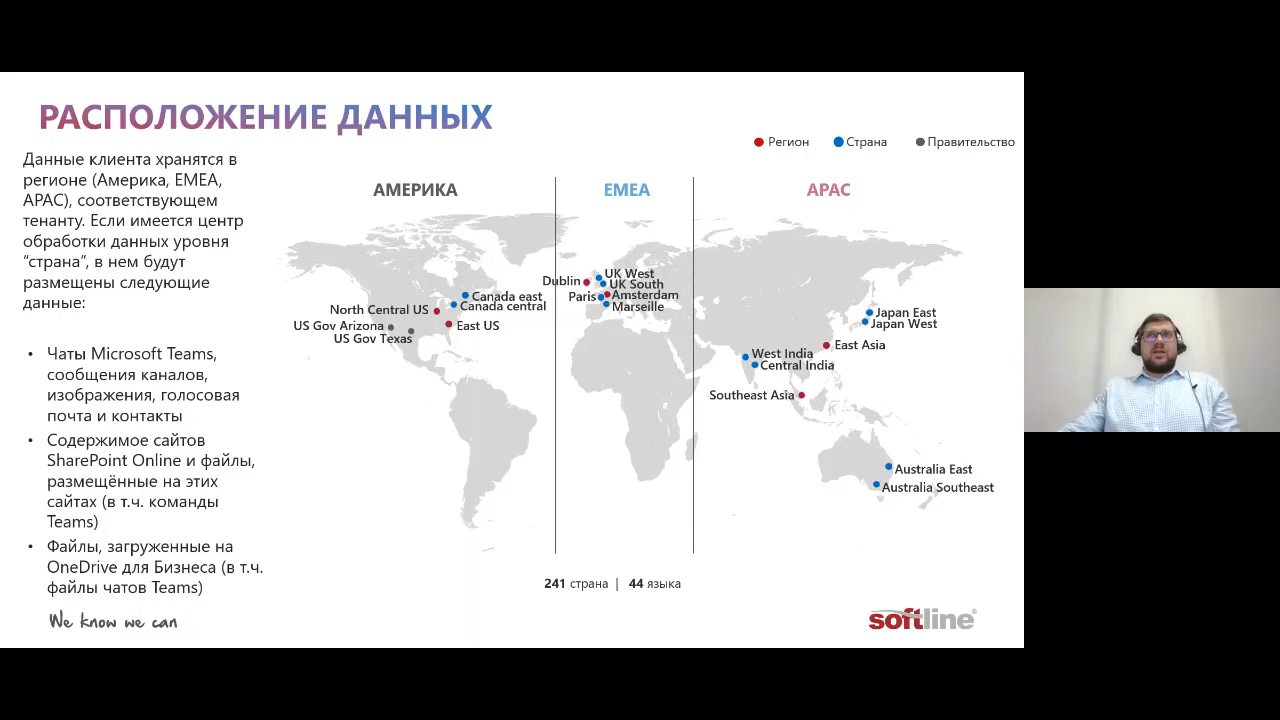 РАСПОЛОЖЕНИЕ ДАННЫХ
Данные клиента хранятся в
регионе (Америка, EMEA,
APAC), соответствующем
тенанту. Если имеется центр
обработки данных уровня
“страна”, в нем будут
размещены следующие
данные:
• Чаты Microsoft Teams,
сообщения каналов,
изображения, голосовая
почта и контакты
• Содержимое сайтов
SharePoint Online и файлы,
размещённые на этих
сайтах (в т.ч. команды
Teams)
• Файлы, загруженные на
OneDrive для Бизнеса (в т.ч.
файлы чатов Teams)
We know we can
Регион
Страна
Правительство
АМЕРИКА
EMEA
APAC
Canada east
Canada central
North Central US
US Gov Arizona
East US
US Gov Texas
Dublin
UK West
UK South
Paris
Amsterdam
Marseille
Japan East
Japan West
East Asia
West India
Central India
Southeast Asia
Australia East
Australia Southeast
241 страна | 44 языка
softline